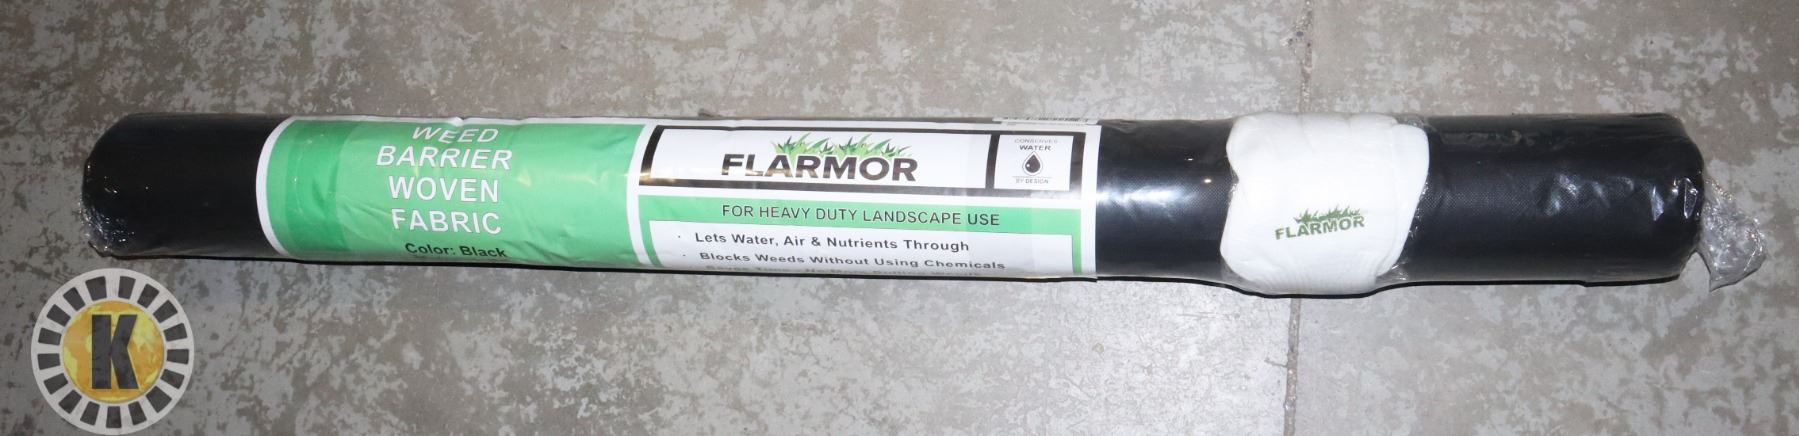 WEED
BARRIER
WOVEN
FABRIC
Color: Black
FLARMOR
CONSERVES
WATER
BY DESIGN
FOR HEAVY DUTY LANDSCAPE USE
· Lets Water, Air & Nutrients Through
· Blocks Weeds Without Using Chemicals
FLARMOR
K